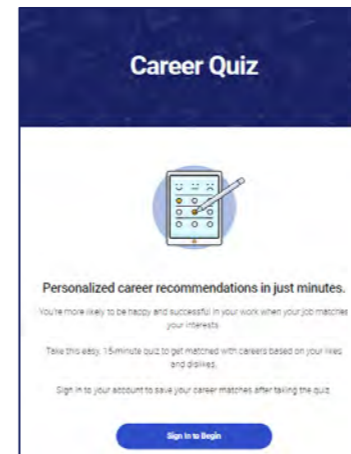 Career Quiz
Personalized career recommendations in just minutes.
You're more likely to be happy and successful in your work when your job matches
your interests.
Take this easy, 15-minute quiz to get matched with careers based on your likes
and dislikes.
Sign in to your account to save your career matches after taking the quiz.
Sign In to Begin